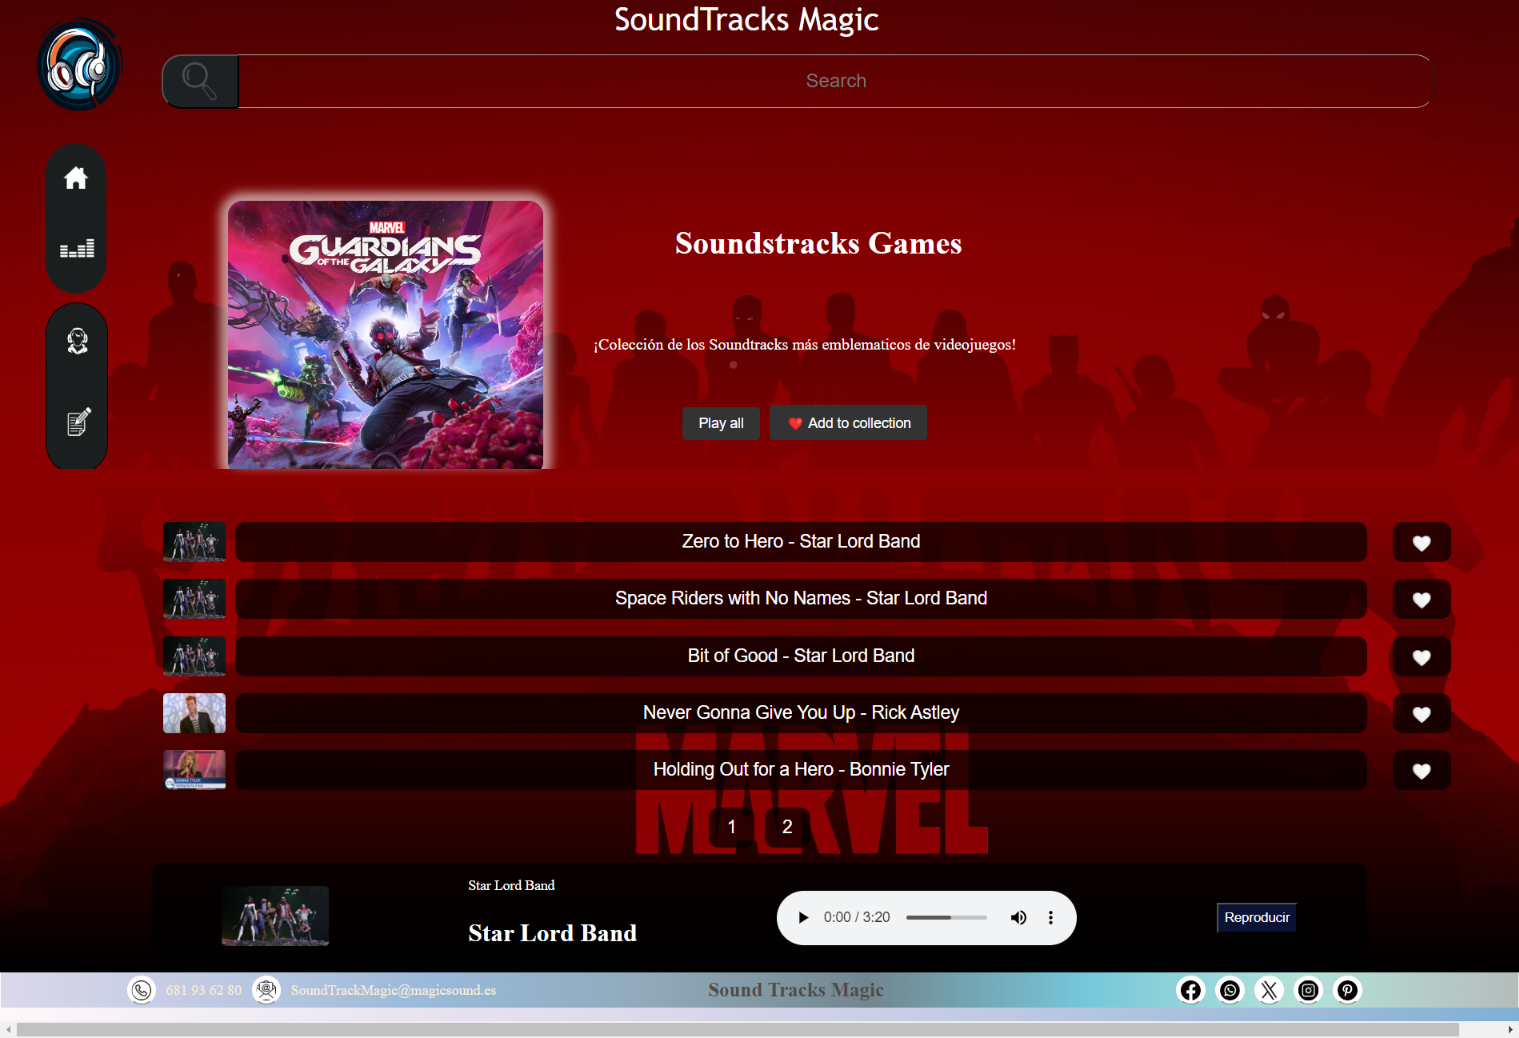 SoundTracks Magic
Search
MARVEL
GUARDIANS
OF THE
GALAXY
Soundstracks Games
¡Colección de los Soundtracks más emblematicos de videojuegos!
Play all
Add to collection
Zero to Hero - Star Lord Band
Space Riders with No Names - Star Lord Band
Bit of Good - Star Lord Band
Never Gonna Give You Up - Rick Astley
Holding Out for a Hero - Bonnie Tyler
MARVEL
1 2
Star Lord Band
Star Lord Band
0:00 / 3:20
Reproducir
681 93 62 80
SoundTrackMagic@magicsound.es
Sound Tracks Magic